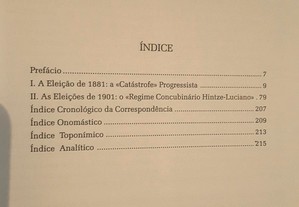 ÍNDICE
Prefácio ........ 7
I. A Eleição de 1881: a «Catástrofe» Progressista ........ 9
II. As Eleições de 1901: o «Regime Concubinário Hintze-Luciano» . 79
Índice Cronológico da Correspondência ........ 207
Índice Onomástico ........ 209
Índice Toponímico ........ 213
Índice Analítico ........ 215